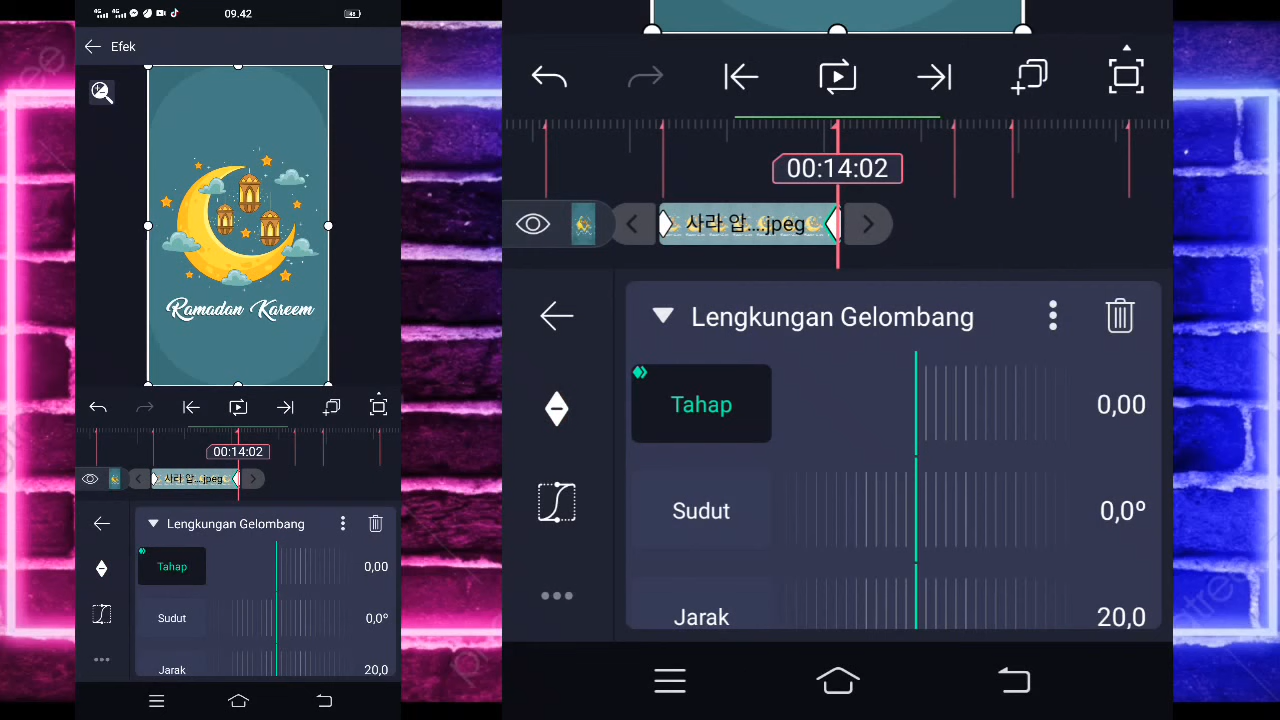 09.42
Efek
Ramadan Kareem
00:14:02
사라 압...jpeg
Lengkungan Gelombang
Tahap
0,00
Sudut
0,0º
Jarak
20,0
00:14:02
사라 압...jpeg
Lengkungan Gelombang
Tahap
0,00
Sudut
0,0º
Jarak
20,0